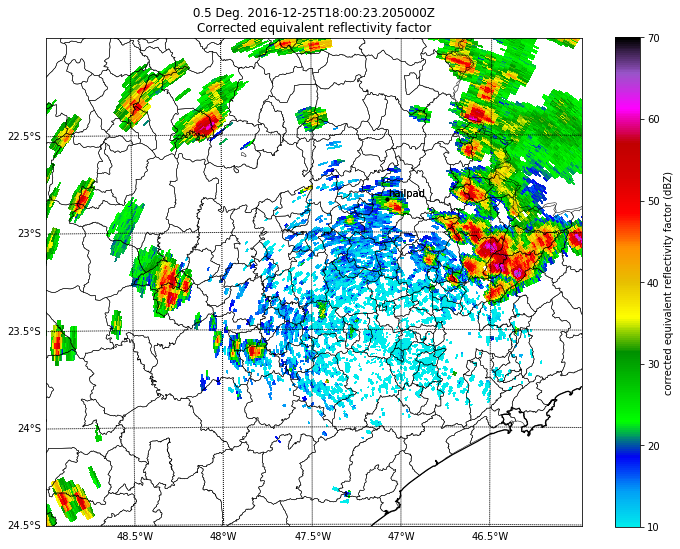 0.5 Deg. 2016-12-25T18:00:23.205000Z
Corrected equivalent reflectivity factor
hailpad
22.5°S
23°S
23.5°S
24°S
24.5°S
48.5°W
48°W
47.5°W
47°W
46.5°W
70
60
50
40
30
20
10
corrected equivalent reflectivity factor (dBZ)